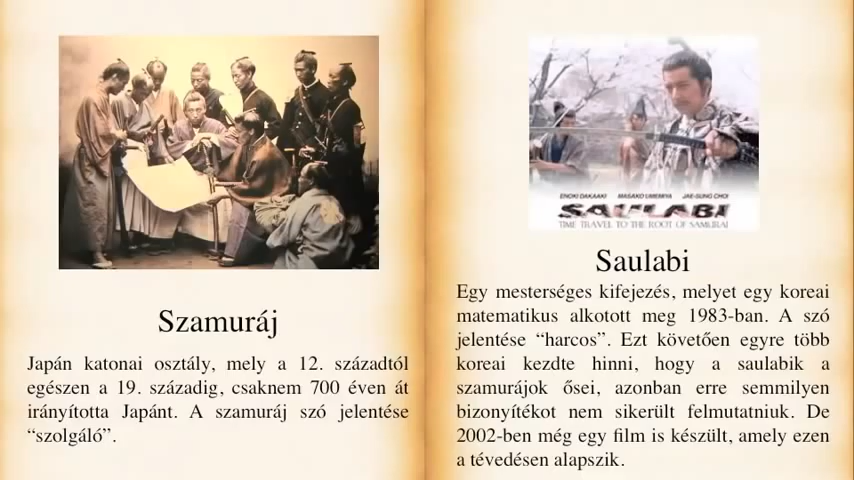 Szamuráj
Japán katonai osztály, mely a 12. századtól
egészen a 19. századig, csaknem 700 éven át
irányította Japánt. A szamuráj szó jelentése
“szolgáló”.
ENOKI DAKAAKI MASAKO UMEMIYA JAE-SUNG CHOI
SAULABI
TIME TRAVEL TO THE ROOT OF SAMURAI
Saulabi
Egy mesterséges kifejezés, melyet egy koreai
matematikus alkotott meg 1983-ban. A szó
jelentése “harcos”. Ezt követően egyre több
koreai kezdte hinni, hogy a saulabik a
szamurájok ősei, azonban erre semmilyen
bizonyítékot nem sikerült felmutatniuk. De
2002-ben még egy film is készült, amely ezen
a tévedésen alapszik.